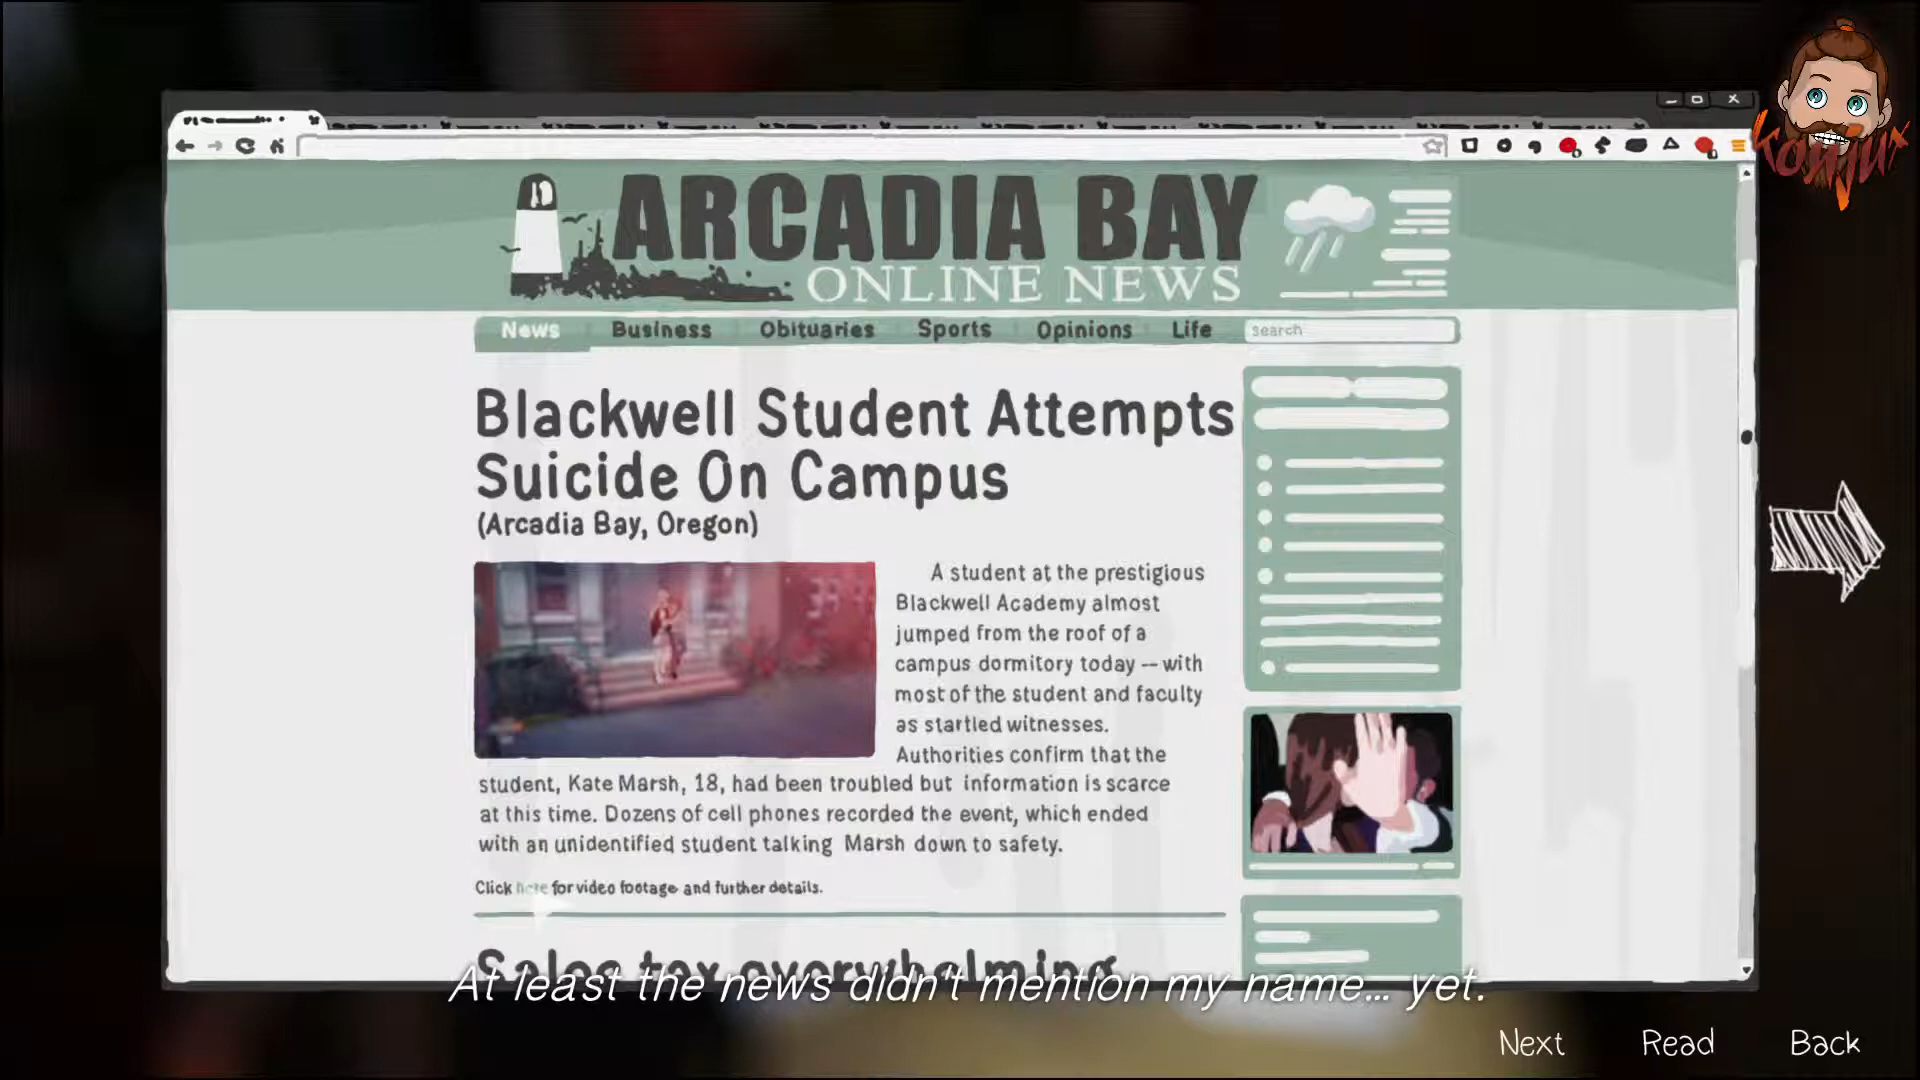 ARCADIA BAY
ONLINE NEWS
News Business Obituaries Sports Opinions Life search
Blackwell Student Attempts
Suicide On Campus
(Arcadia Bay, Oregon)
A student at the prestigious
Blackwell Academy almost
jumped from the roof of a
campus dormitory today -- with
most of the student and faculty
as startled witnesses.
Authorities confirm that the
student, Kate Marsh, 18, had been troubled but information is scarce
at this time. Dozens of cell phones recorded the event, which ended
with an unidentified student talking Marsh down to safety.
Click here for video footage and further details.
Sales tax overwhelming
At least the news didn't mention my name... yet.
Next Read Back